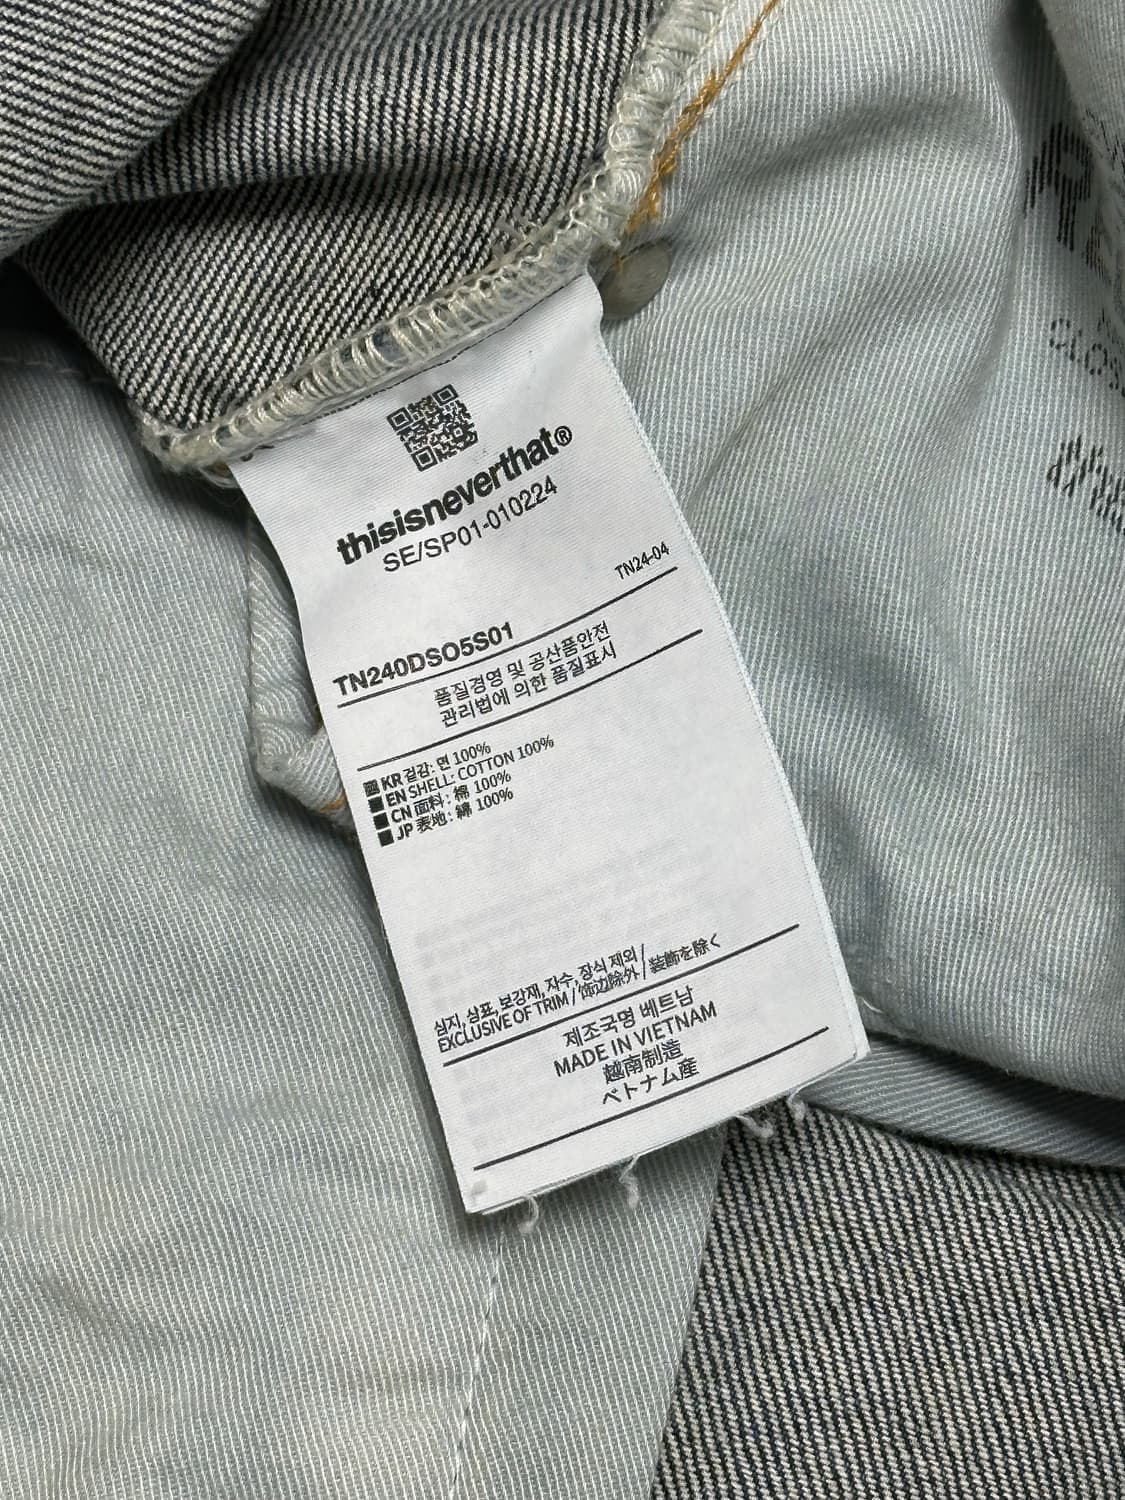 thisisneverthat®
SE/SP01-010224
TN24-04
TN240DSO5S01
품질경영 및 공산품안전
관리법에 의한 품질표시
KR 겉감: 면 100%
EN SHELL: COTTON 100%
CN 面料: 棉 100%
JP 表地: 綿 100%
심지, 상표, 보강재, 자수, 장식 제외 /
EXCLUSIVE OF TRIM / 饰边除外 / 装飾を除く
제조국명 베트남
MADE IN VIETNAM
越南制造
ベトナム産